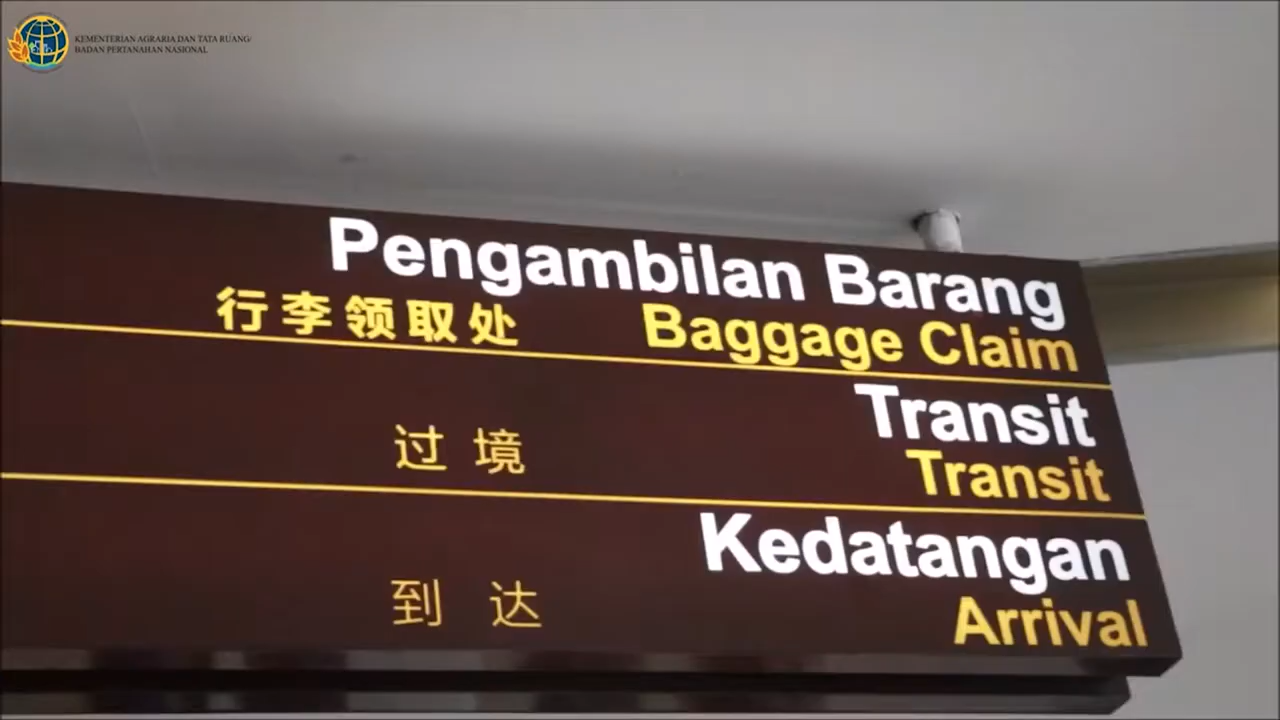 KEMENTERIAN AGRARIA DAN TATA RUANG/
BADAN PERTANAHAN NASIONAL
Pengambilan Barang
行李领取处 Baggage Claim
Transit
过境 Transit
Kedatangan
到达 Arrival